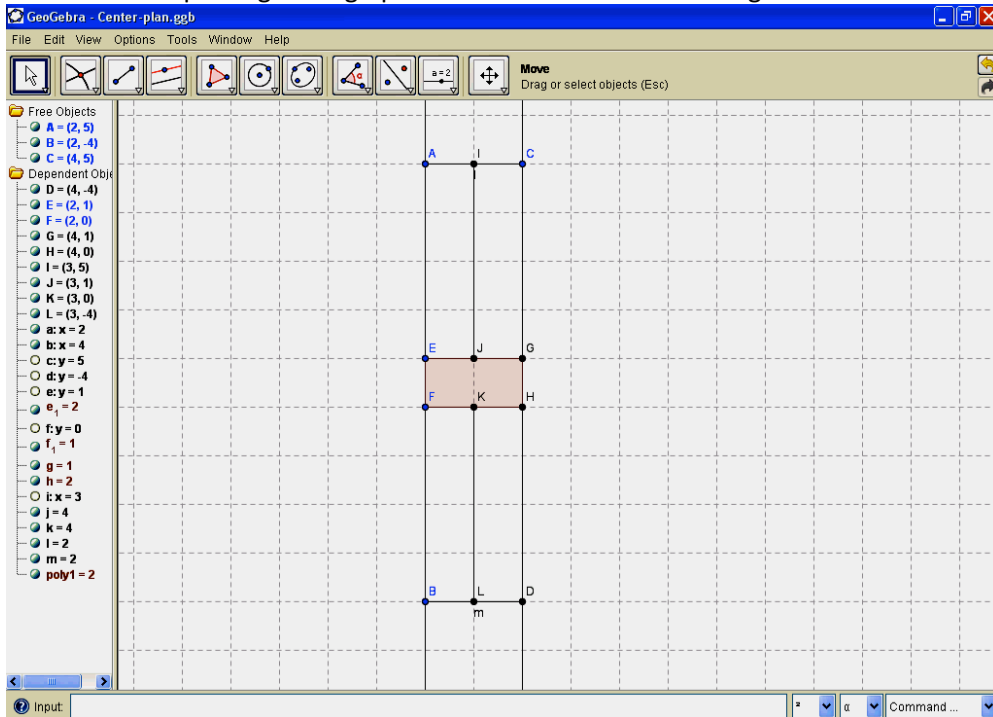 GeoGebra - Center-plan.ggb
File Edit View Options Tools Window Help
a=2
Move
Drag or select objects (Esc)
Free Objects
A = (2, 5)
B = (2, -4)
C = (4, 5)
Dependent Obje
D = (4, -4)
E = (2, 1)
F = (2, 0)
G = (4, 1)
H = (4, 0)
I = (3, 5)
J = (3, 1)
K = (3, 0)
L = (3, -4)
a: x = 2
b: x = 4
c: y = 5
d: y = -4
e: y = 1
e1 = 2
f: y = 0
f1 = 1
g = 1
h = 2
i: x = 3
j = 4
k = 4
l = 2
m = 2
poly1 = 2
A I C
l
E J G
F K H
B L D
m
Input:
² α Command ...